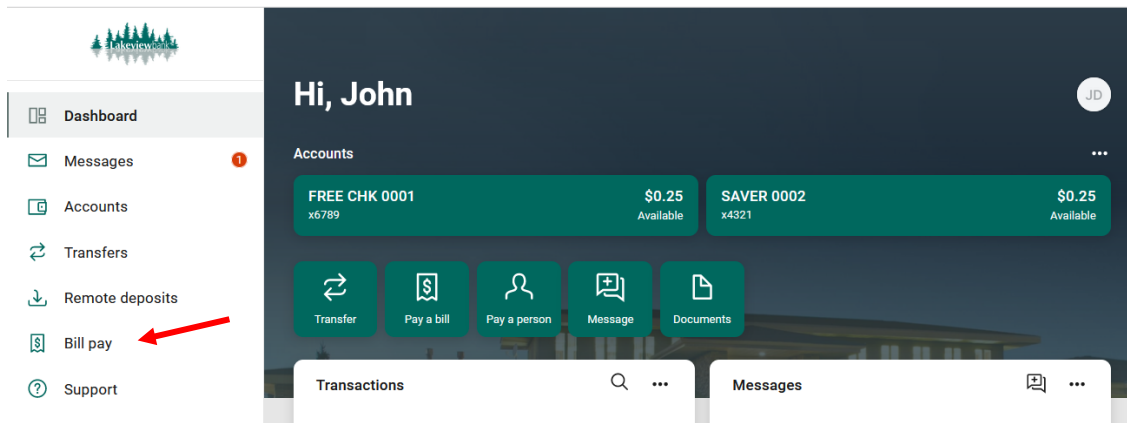 Lakeviewbank
Dashboard
Messages 1
Accounts
Transfers
Remote deposits
Bill pay
Support
Hi, John
JD
Accounts
FREE CHK 0001 $0.25
x6789 Available
SAVER 0002 $0.25
x4321 Available
Transfer
Pay a bill
Pay a person
Message
Documents
Transactions
Messages